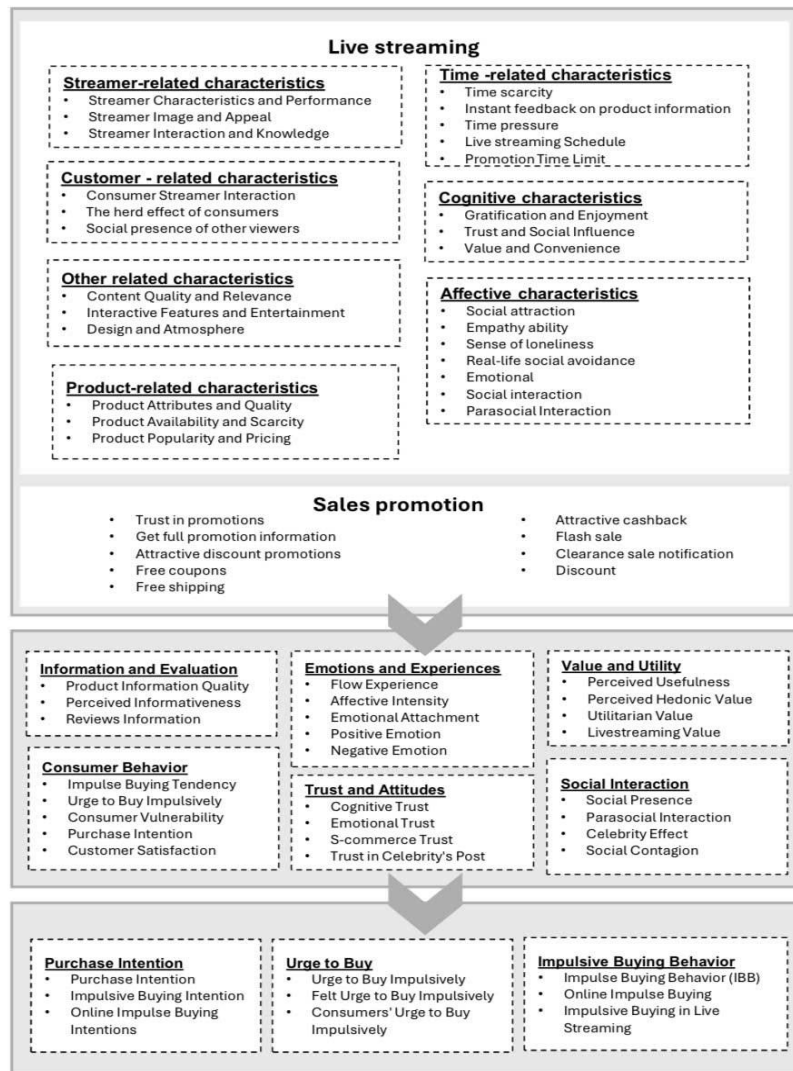 Live streaming
Streamer-related characteristics
• Streamer Characteristics and Performance
• Streamer Image and Appeal
• Streamer Interaction and Knowledge
Customer - related characteristics
• Consumer Streamer Interaction
• The herd effect of consumers
• Social presence of other viewers
Other related characteristics
• Content Quality and Relevance
• Interactive Features and Entertainment
• Design and Atmosphere
Product-related characteristics
• Product Attributes and Quality
• Product Availability and Scarcity
• Product Popularity and Pricing
Time -related characteristics
• Time scarcity
• Instant feedback on product information
• Time pressure
• Live streaming Schedule
• Promotion Time Limit
Cognitive characteristics
• Gratification and Enjoyment
• Trust and Social Influence
• Value and Convenience
Affective characteristics
• Social attraction
• Empathy ability
• Sense of loneliness
• Real-life social avoidance
• Emotional
• Social interaction
• Parasocial Interaction
Sales promotion
• Trust in promotions
• Get full promotion information
• Attractive discount promotions
• Free coupons
• Free shipping
• Attractive cashback
• Flash sale
• Clearance sale notification
• Discount
Information and Evaluation
• Product Information Quality
• Perceived Informativeness
• Reviews Information
Consumer Behavior
• Impulse Buying Tendency
• Urge to Buy Impulsively
• Consumer Vulnerability
• Purchase Intention
• Customer Satisfaction
Emotions and Experiences
• Flow Experience
• Affective Intensity
• Emotional Attachment
• Positive Emotion
• Negative Emotion
Trust and Attitudes
• Cognitive Trust
• Emotional Trust
• S-commerce Trust
• Trust in Celebrity's Post
Value and Utility
• Perceived Usefulness
• Perceived Hedonic Value
• Utilitarian Value
• Livestreaming Value
Social Interaction
• Social Presence
• Parasocial Interaction
• Celebrity Effect
• Social Contagion
Purchase Intention
• Purchase Intention
• Impulsive Buying Intention
• Online Impulse Buying
Intentions
Urge to Buy
• Urge to Buy Impulsively
• Felt Urge to Buy Impulsively
• Consumers' Urge to Buy
Impulsively
Impulsive Buying Behavior
• Impulse Buying Behavior (IBB)
• Online Impulse Buying
• Impulsive Buying in Live
Streaming